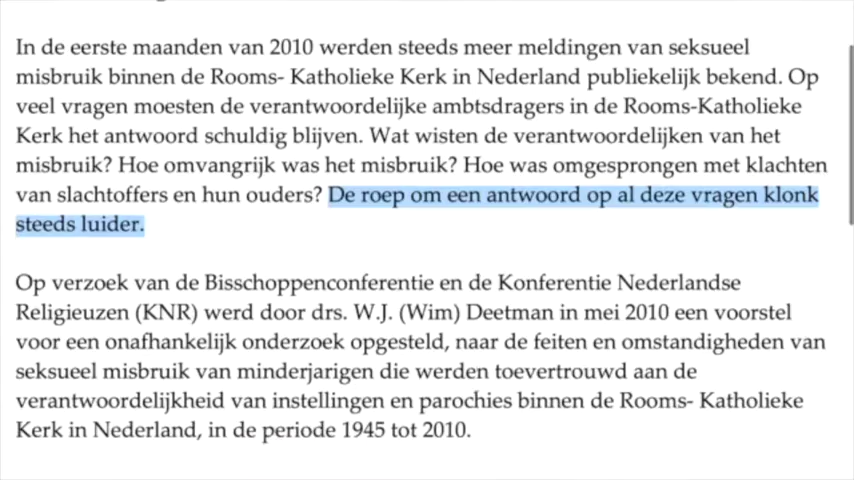 In de eerste maanden van 2010 werden steeds meer meldingen van seksueel
misbruik binnen de Rooms- Katholieke Kerk in Nederland publiekelijk bekend. Op
veel vragen moesten de verantwoordelijke ambtsdragers in de Rooms-Katholieke
Kerk het antwoord schuldig blijven. Wat wisten de verantwoordelijken van het
misbruik? Hoe omvangrijk was het misbruik? Hoe was omgesprongen met klachten
van slachtoffers en hun ouders? De roep om een antwoord op al deze vragen klonk
steeds luider.
Op verzoek van de Bisschoppenconferentie en de Konferentie Nederlandse
Religieuzen (KNR) werd door drs. W.J. (Wim) Deetman in mei 2010 een voorstel
voor een onafhankelijk onderzoek opgesteld, naar de feiten en omstandigheden van
seksueel misbruik van minderjarigen die werden toevertrouwd aan de
verantwoordelijkheid van instellingen en parochies binnen de Rooms- Katholieke
Kerk in Nederland, in de periode 1945 tot 2010.